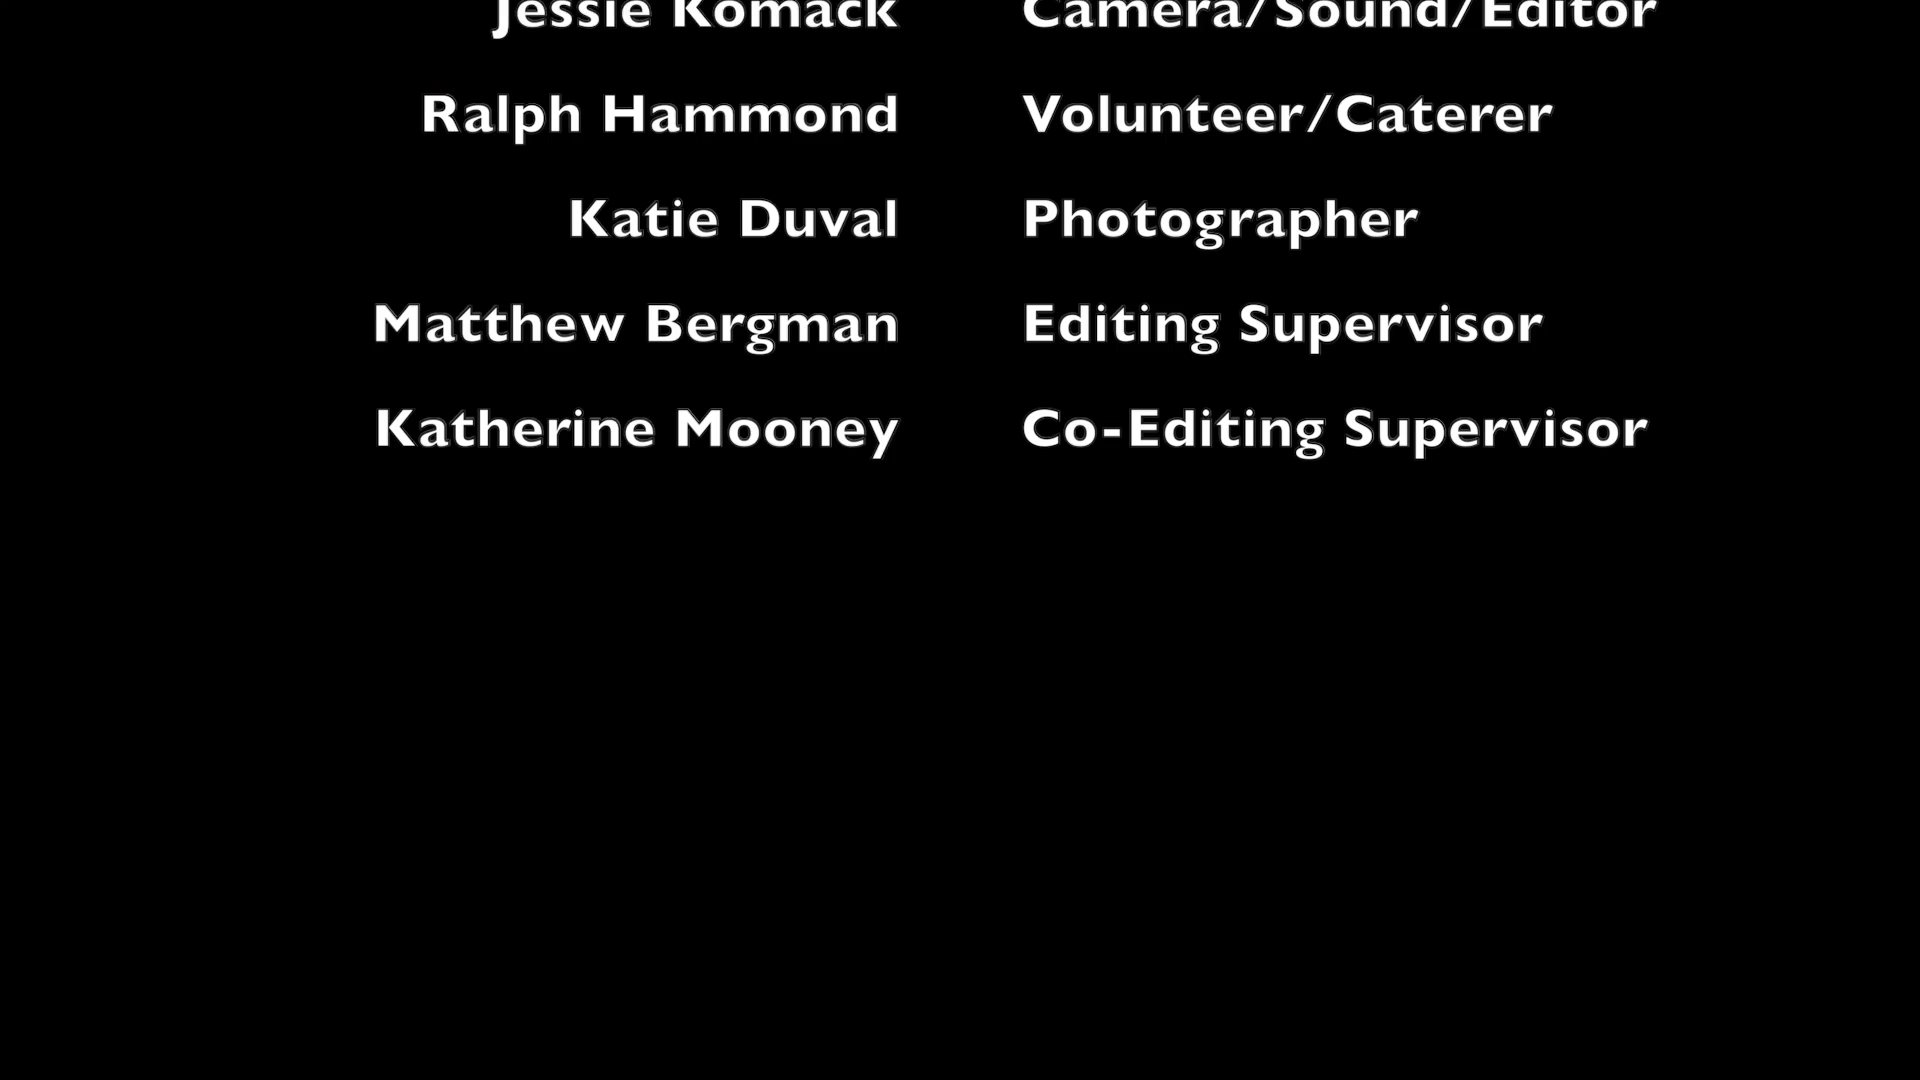 Jessie Komack Camera/Sound/Editor
Ralph Hammond Volunteer/Caterer
Katie Duval Photographer
Matthew Bergman Editing Supervisor
Katherine Mooney Co-Editing Supervisor